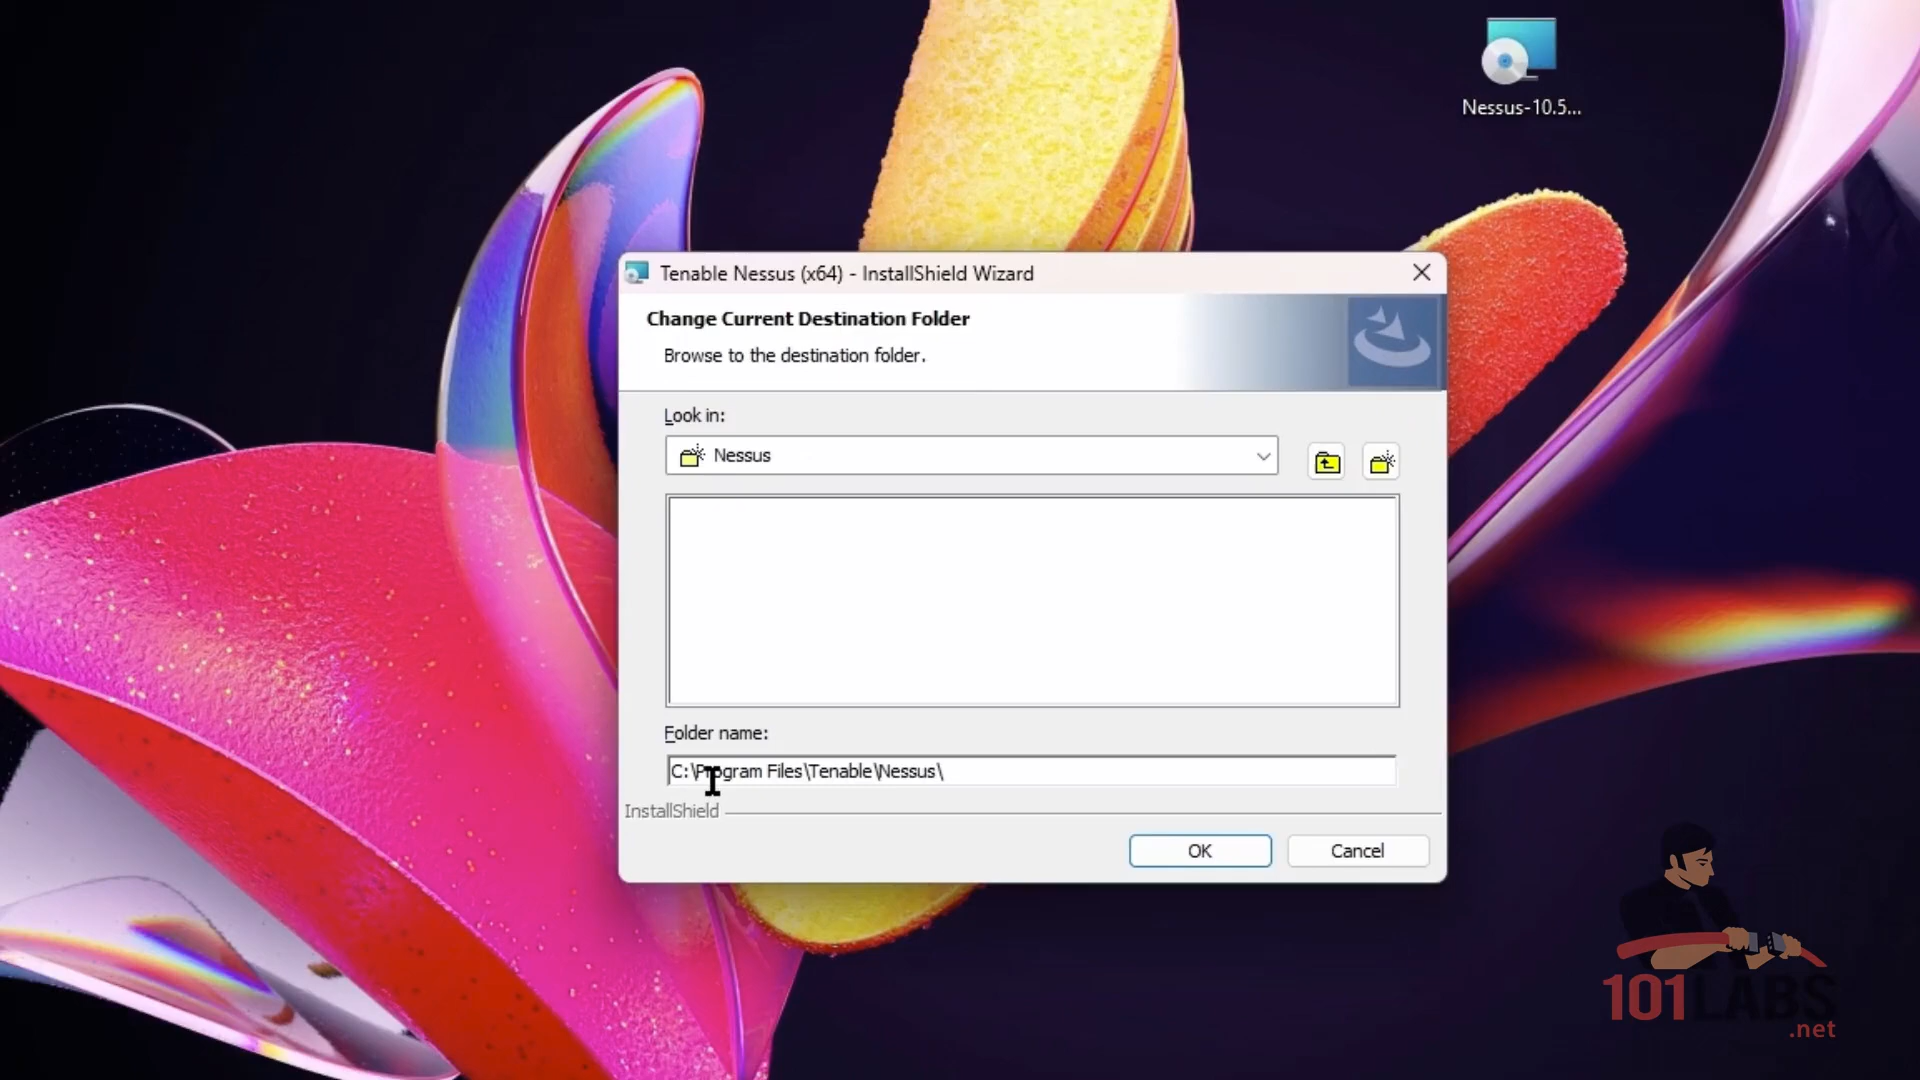 Nessus-10.5...
Tenable Nessus (x64) - InstallShield Wizard
Change Current Destination Folder
Browse to the destination folder.
Look in:
Nessus
Folder name:
C:\Program Files\Tenable\Nessus\
InstallShield
OK
Cancel
101LABS
.net